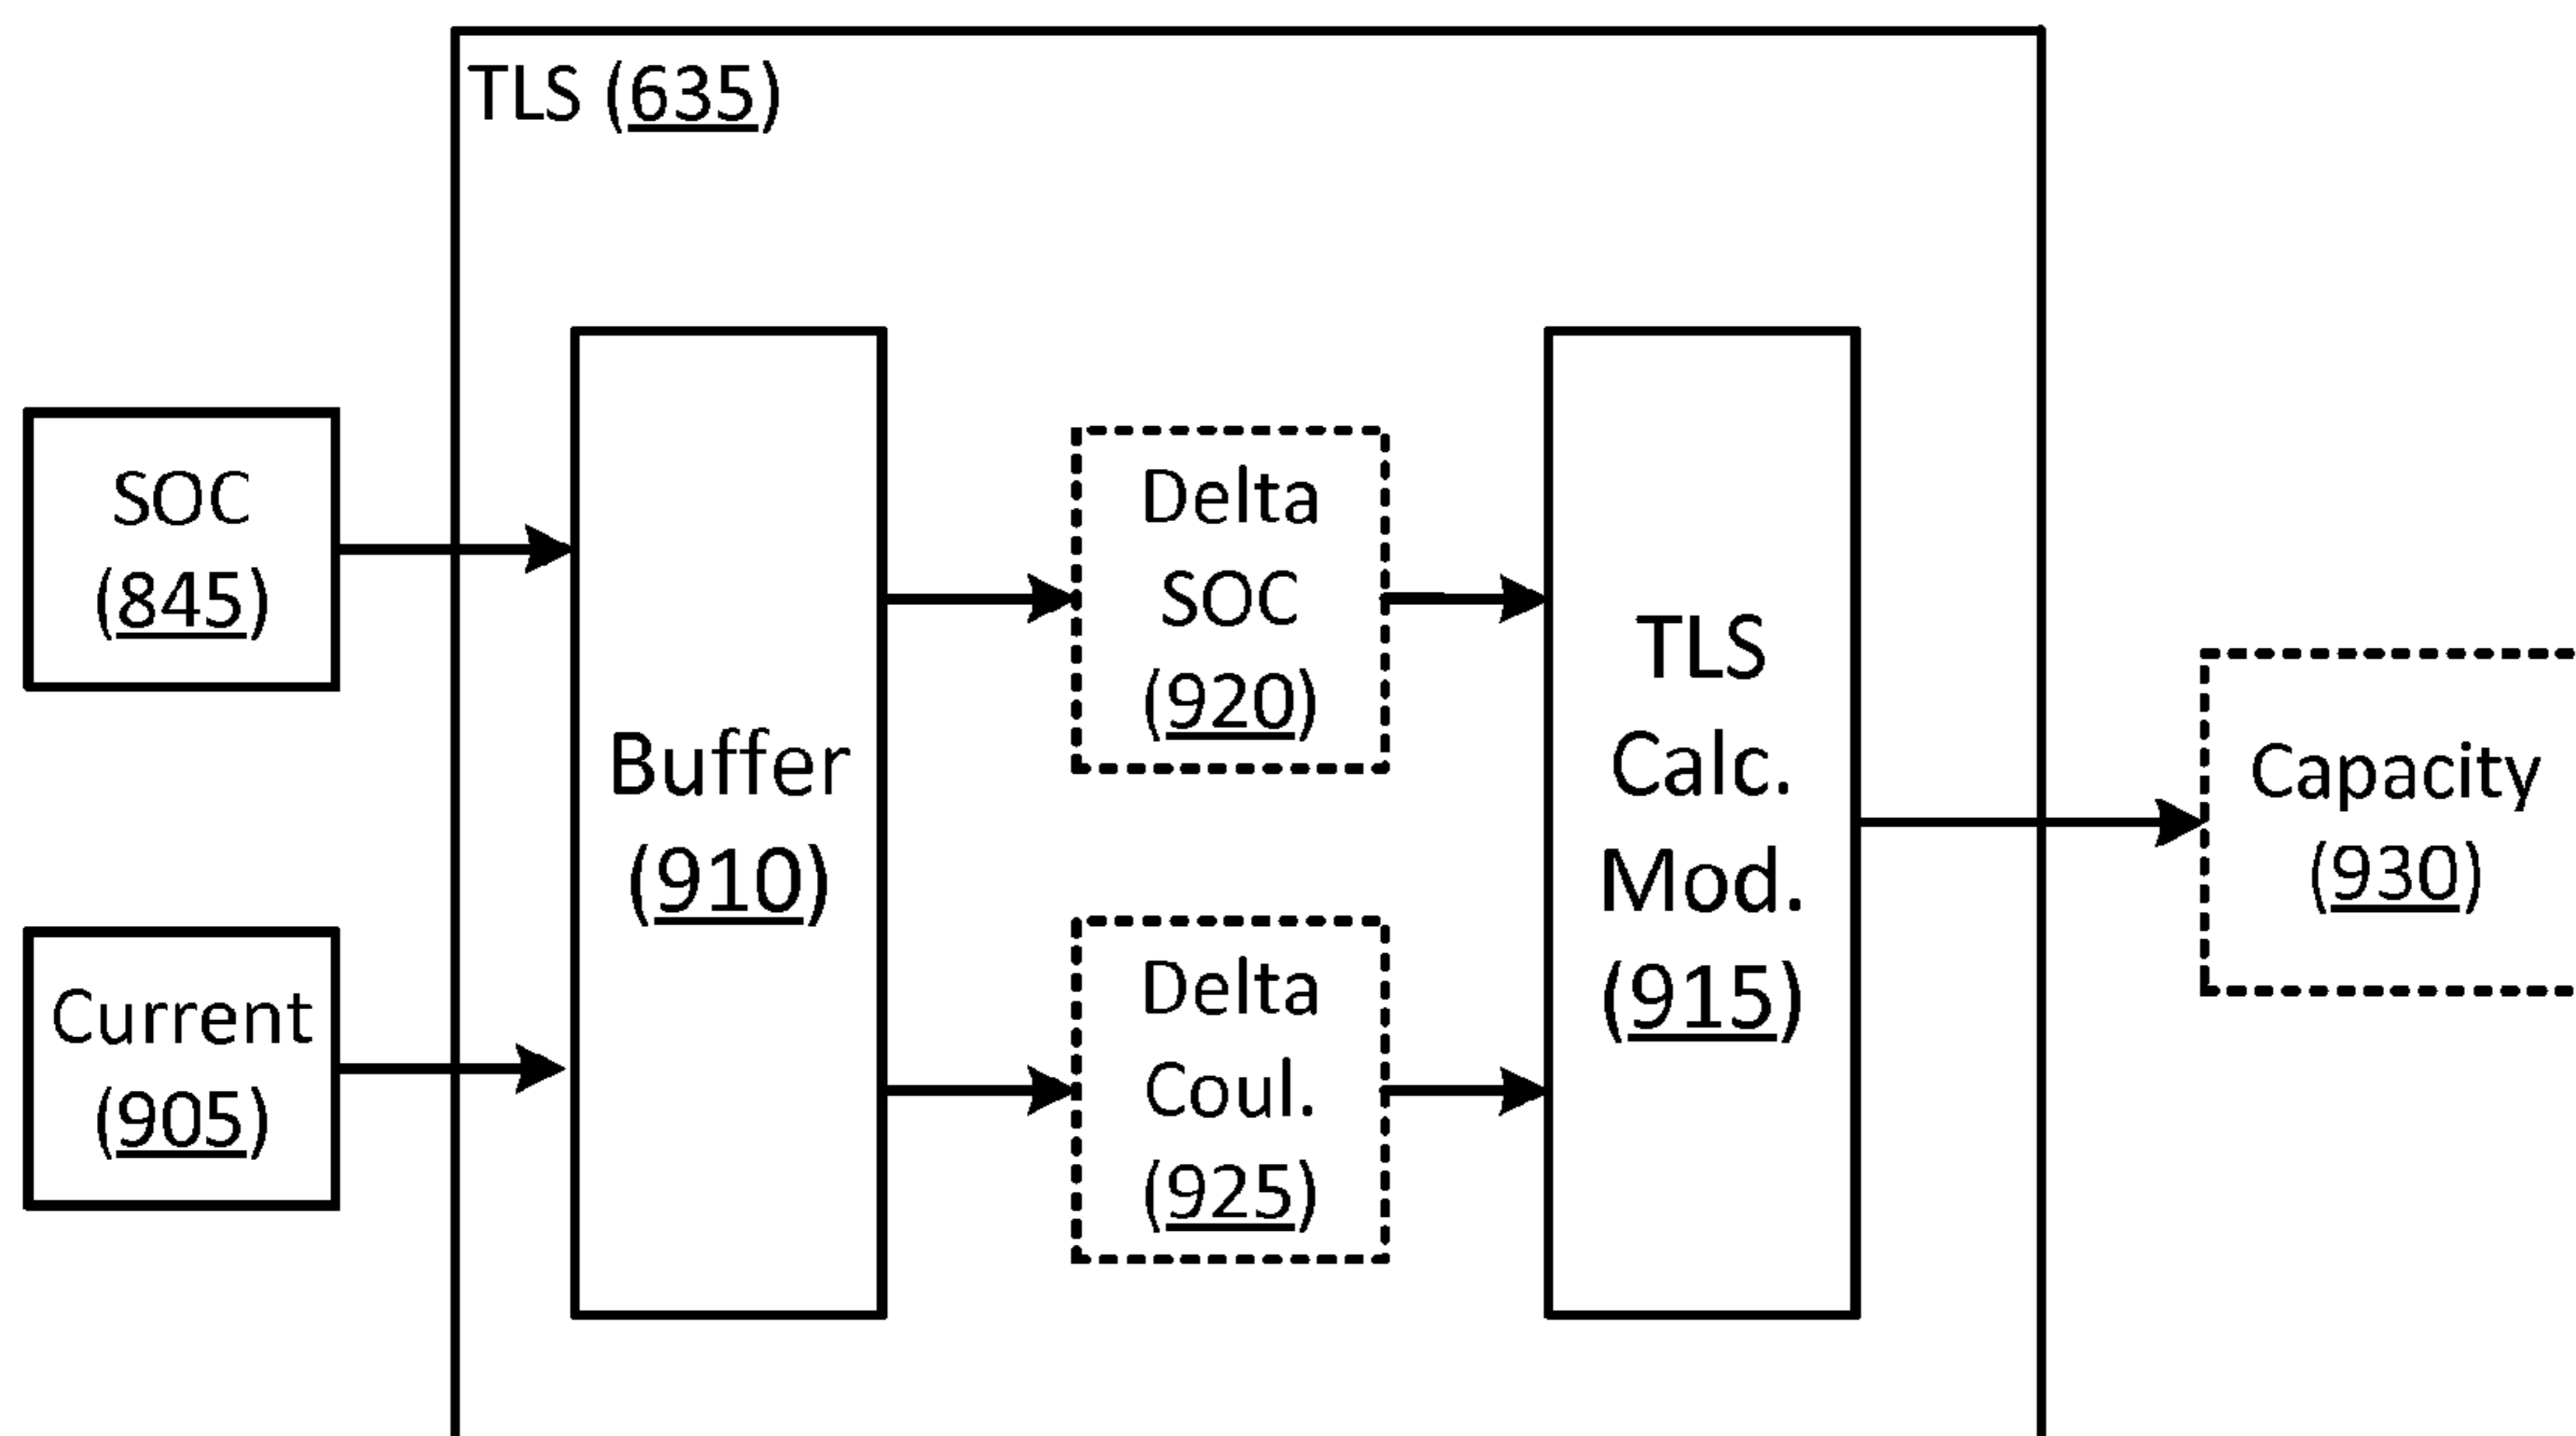 TLS (635)
SOC
(845)
Current
(905)
Buffer
(910)
Delta
SOC
(920)
Delta
Coul.
(925)
TLS
Calc.
Mod.
(915)
Capacity
(930)